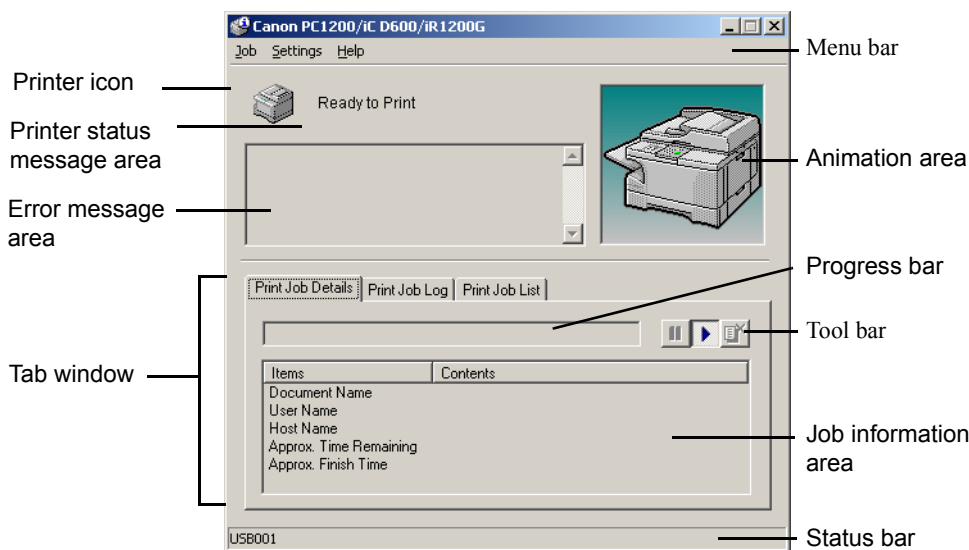 Canon PC1200/iC D600/iR1200G
Job Settings Help
Menu bar
Printer icon
Ready to Print
Printer status
message area
Animation area
Error message
area
Progress bar
Print Job Details Print Job Log Print Job List
Tool bar
Tab window
Items Contents
Document Name
User Name
Host Name
Approx. Time Remaining
Approx. Finish Time
Job information
area
USB001
Status bar